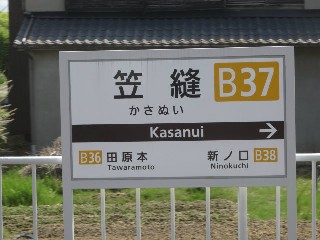 笠縫 B37
かさぬい
Kasanui →
B36 田原本 新ノ口 B38
Tawaramoto Ninokuchi